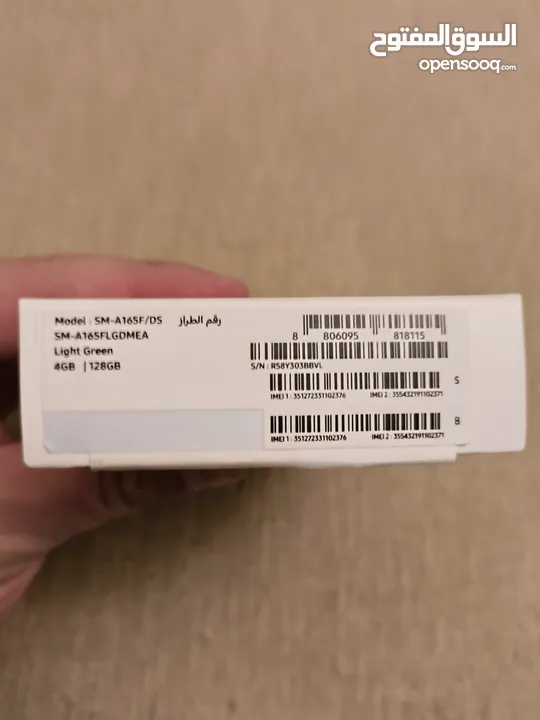 السوق المفتوح
opensooq.com
Model : SM-A165F/DS رقم الطراز
SM-A165FLGDMEA
Light Green
4GB | 128GB
8 806095 818115
S/N : R58Y303BBVL
S
IMEI 1 : 351272331102376 IMEI 2 : 355432191102371
B
IMEI 1 : 351272331102376 IMEI 2 : 355432191102371